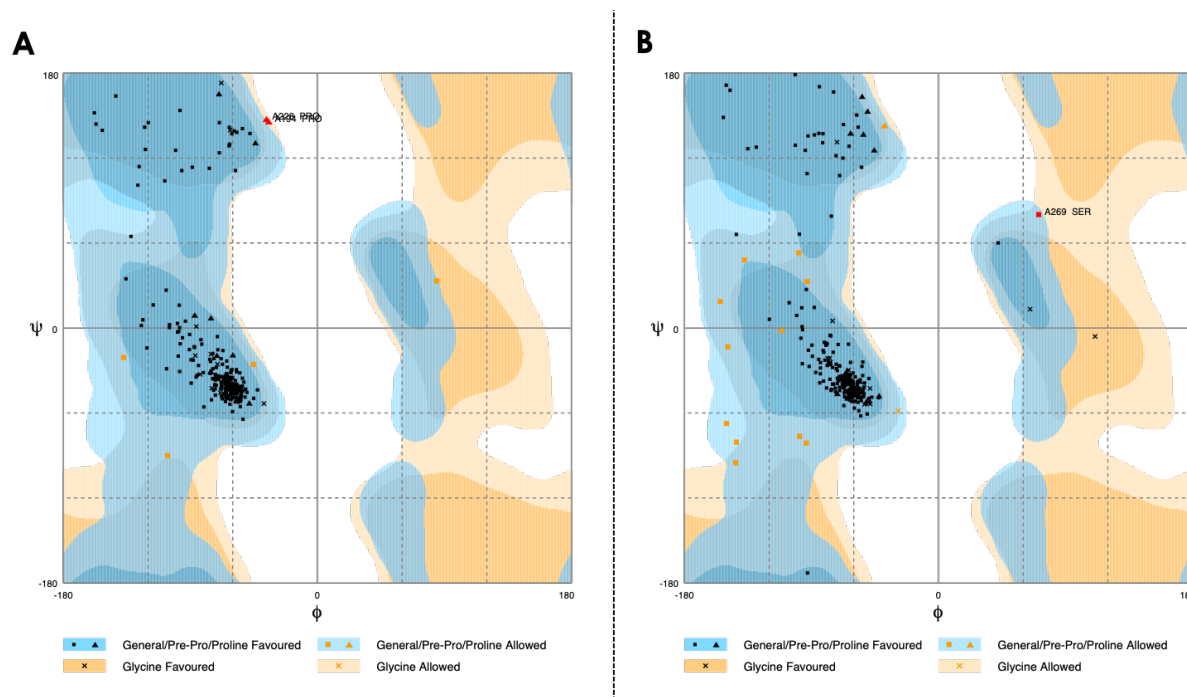 A
B
180
PRO
A269 SER
ψ
0
-180
-180
0
180
ϕ
General/Pre-Pro/Proline Favoured
General/Pre-Pro/Proline Allowed
Glycine Favoured
Glycine Allowed
180
ψ
0
-180
-180
0
180
ϕ
General/Pre-Pro/Proline Favoured
General/Pre-Pro/Proline Allowed
Glycine Favoured
Glycine Allowed